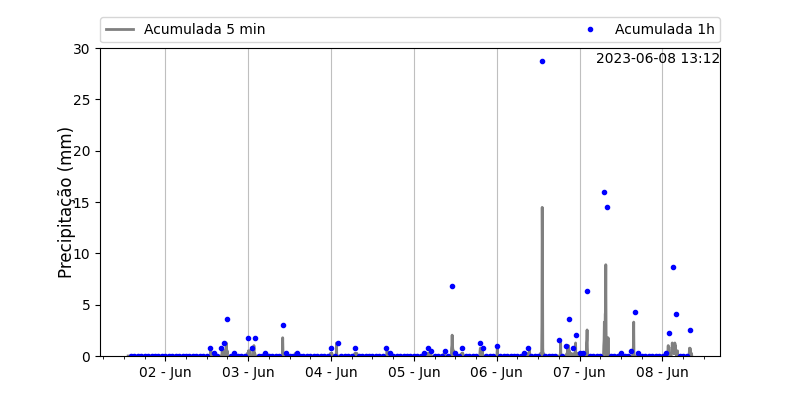 Acumulada 5 min
Acumulada 1h
2023-06-08 13:12
Precipitação (mm)
30
25
20
15
10
5
0
02 - Jun
03 - Jun
04 - Jun
05 - Jun
06 - Jun
07 - Jun
08 - Jun